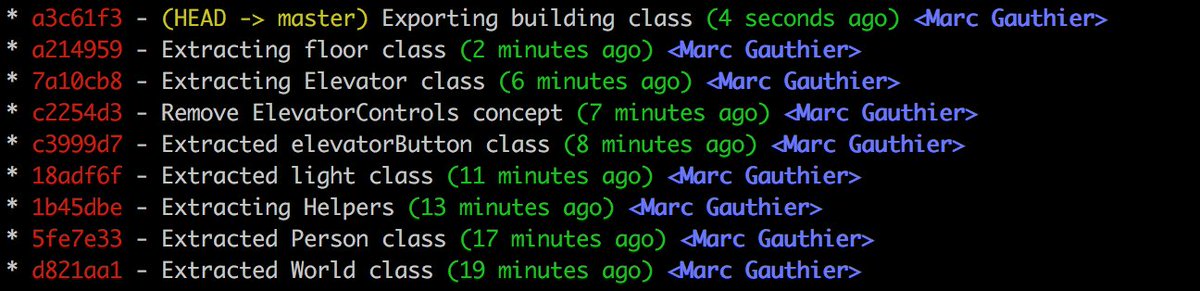 * a3c61f3 - (HEAD -> master) Exporting building class (4 seconds ago) <Marc Gauthier>
* a214959 - Extracting floor class (2 minutes ago) <Marc Gauthier>
* 7a10cb8 - Extracting Elevator class (6 minutes ago) <Marc Gauthier>
* c2254d3 - Remove ElevatorControls concept (7 minutes ago) <Marc Gauthier>
* c3999d7 - Extracted elevatorButton class (8 minutes ago) <Marc Gauthier>
* 18adf6f - Extracted light class (11 minutes ago) <Marc Gauthier>
* 1b45dbe - Extracting Helpers (13 minutes ago) <Marc Gauthier>
* 5fe7e33 - Extracted Person class (17 minutes ago) <Marc Gauthier>
* d821aa1 - Extracted World class (19 minutes ago) <Marc Gauthier>